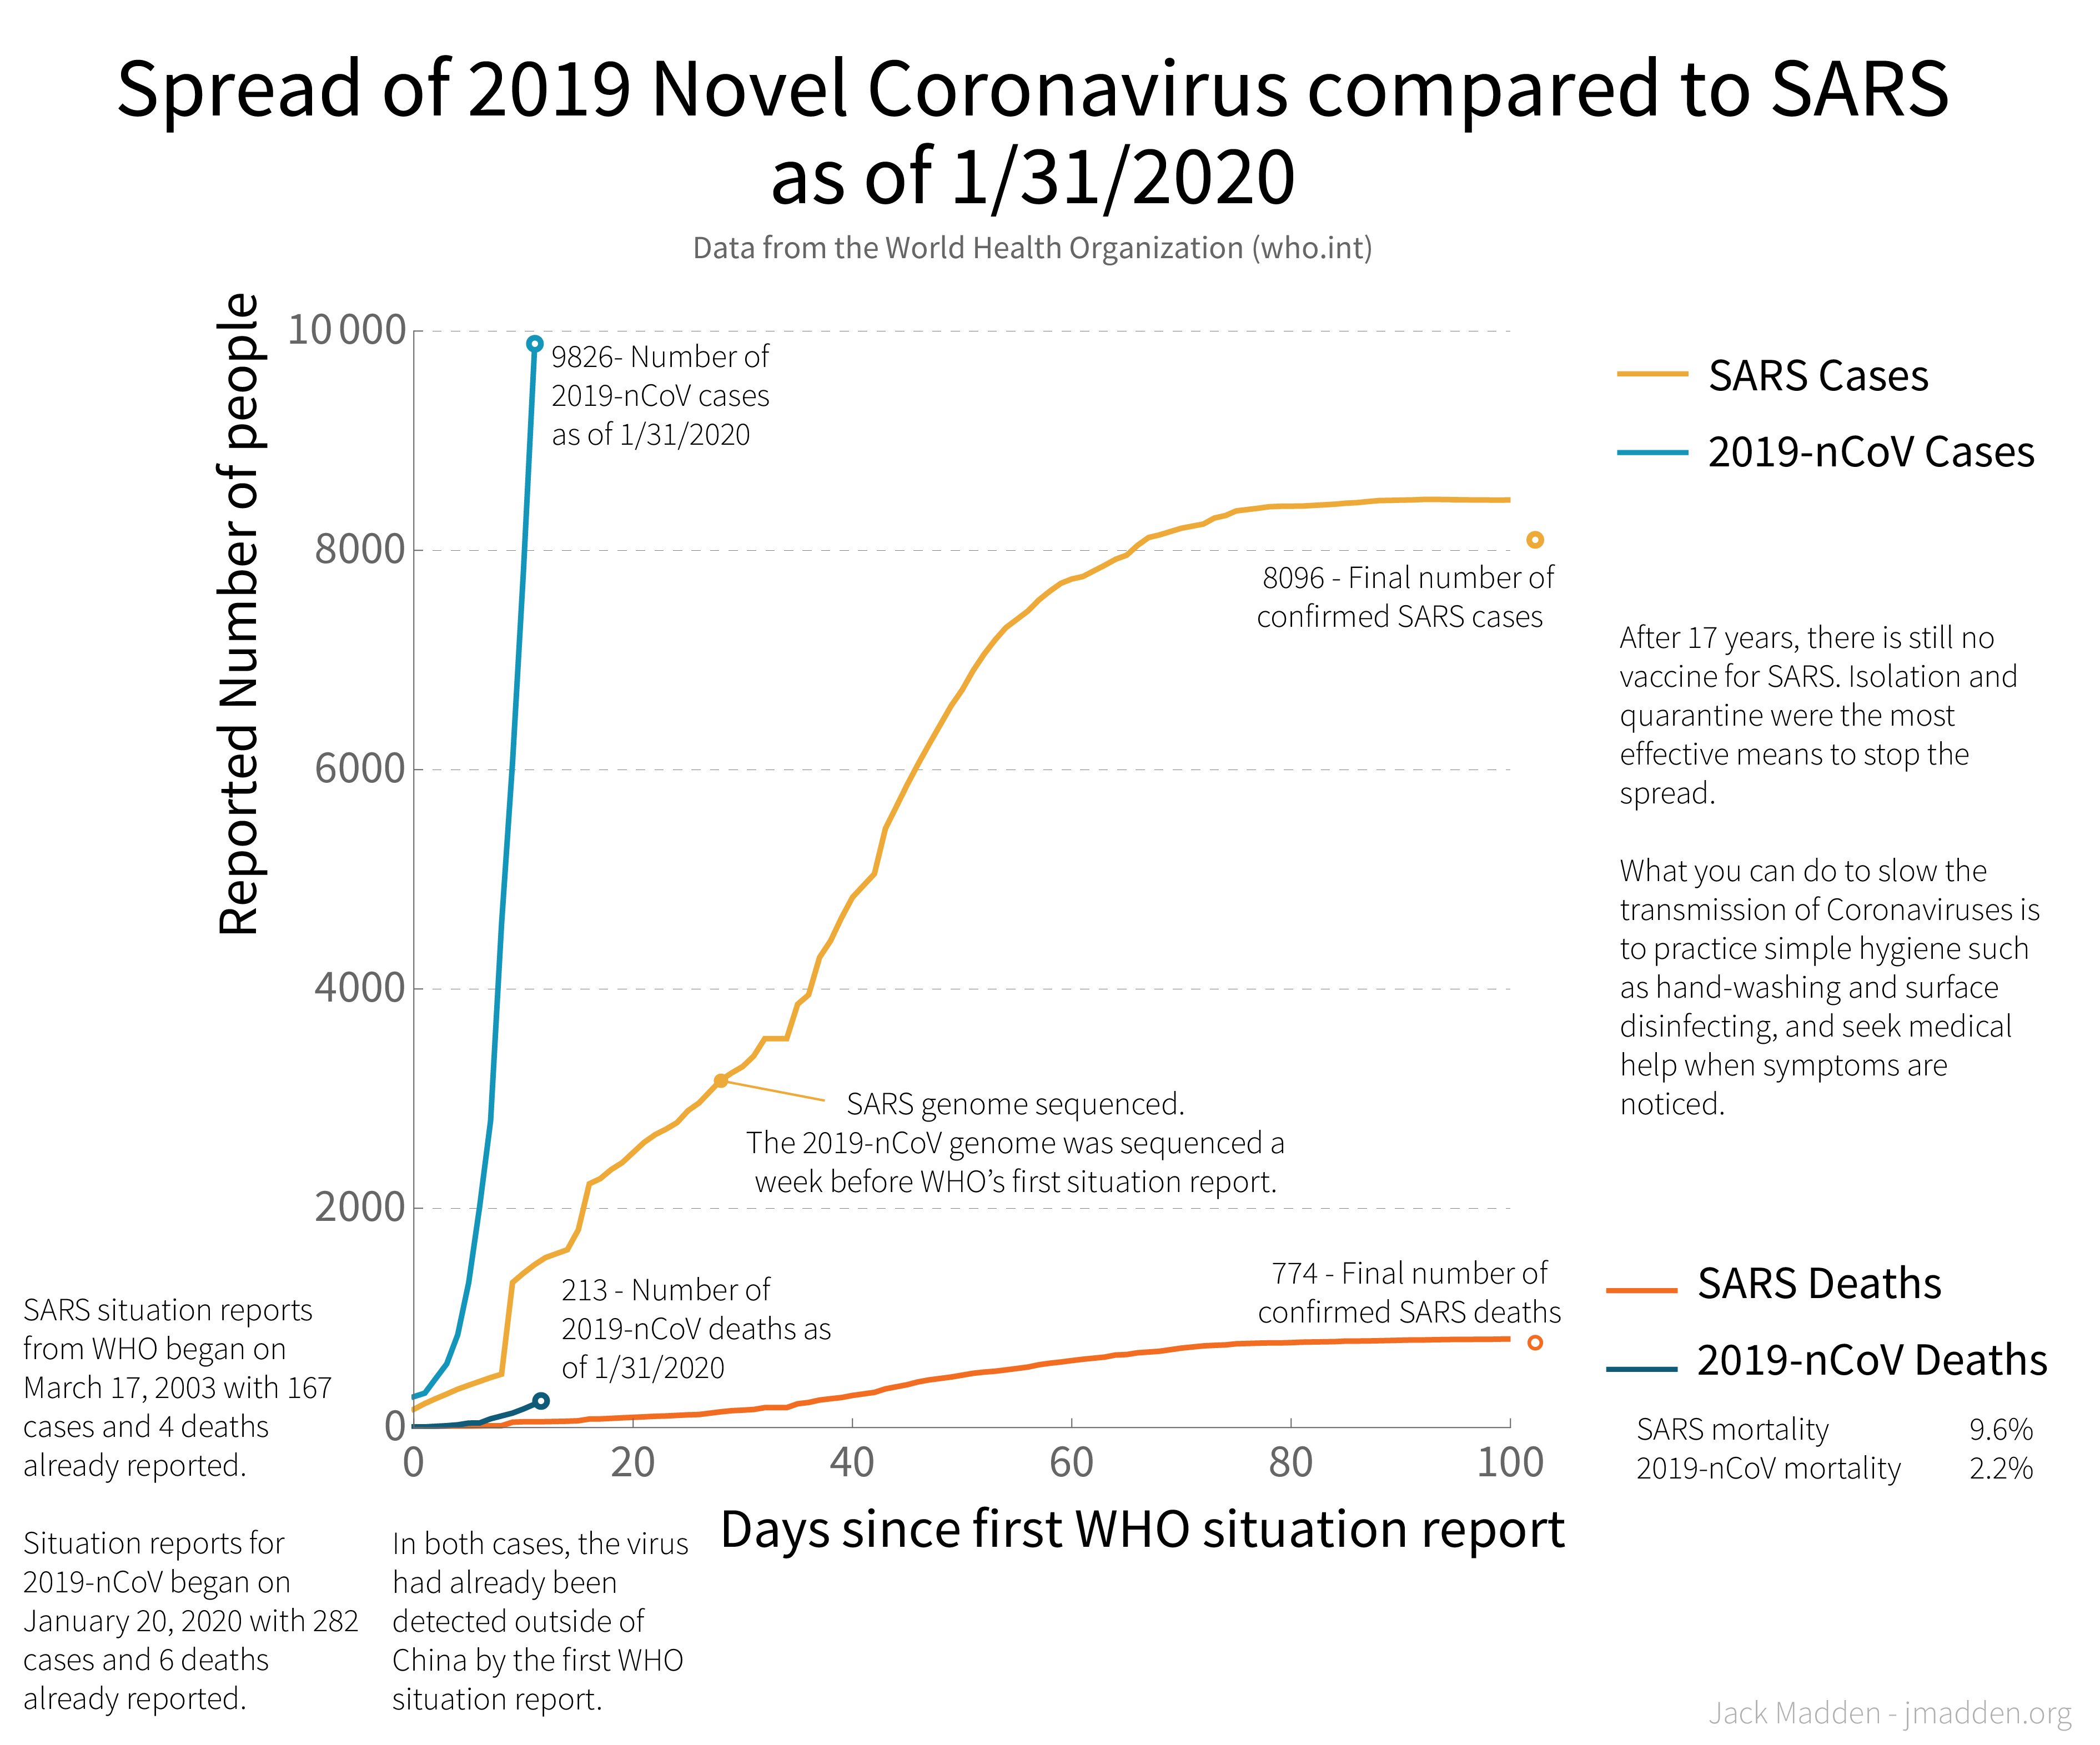 Spread of 2019 Novel Coronavirus compared to SARS
as of 1/31/2020
Data from the World Health Organization (who.int)
Reported Number of people
10 000
8000
6000
4000
2000
0
0
20
40
60
80
100
Days since first WHO situation report
9826- Number of
2019-nCoV cases
as of 1/31/2020
8096 - Final number of
confirmed SARS cases
SARS genome sequenced.
The 2019-nCoV genome was sequenced a
week before WHO’s first situation report.
213 - Number of
2019-nCoV deaths as
of 1/31/2020
774 - Final number of
confirmed SARS deaths
SARS Cases
2019-nCoV Cases
After 17 years, there is still no
vaccine for SARS. Isolation and
quarantine were the most
effective means to stop the
spread.
What you can do to slow the
transmission of Coronaviruses is
to practice simple hygiene such
as hand-washing and surface
disinfecting, and seek medical
help when symptoms are
noticed.
SARS Deaths
2019-nCoV Deaths
SARS mortality 9.6%
2019-nCoV mortality 2.2%
SARS situation reports
from WHO began on
March 17, 2003 with 167
cases and 4 deaths
already reported.
Situation reports for
2019-nCoV began on
January 20, 2020 with 282
cases and 6 deaths
already reported.
In both cases, the virus
had already been
detected outside of
China by the first WHO
situation report.
Jack Madden - jmadden.org